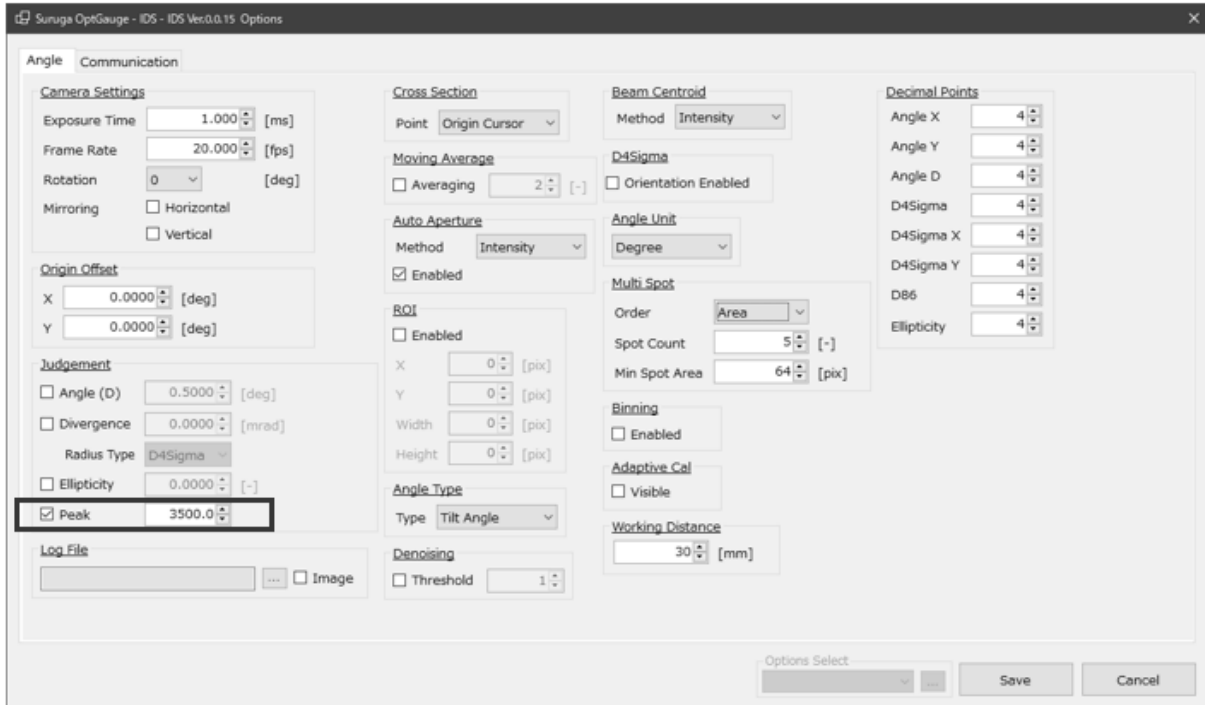 Suruga OptGauge - IDS - IDS Ver.0.0.15 Options
Angle Communication
Camera Settings
Exposure Time 1.000 [ms]
Frame Rate 20.000 [fps]
Rotation 0 [deg]
Mirroring Horizontal
Vertical
Origin Offset
X 0.0000 [deg]
Y 0.0000 [deg]
Judgement
Angle (D) 0.5000 [deg]
Divergence 0.0000 [mrad]
Radius Type D4Sigma
Ellipticity 0.0000 [-]
Peak 3500.0
Log File
... Image
Cross Section
Point Origin Cursor
Moving Average
Averaging 2 [-]
Auto Aperture
Method Intensity
Enabled
ROI
Enabled
X 0 [pix]
Y 0 [pix]
Width 0 [pix]
Height 0 [pix]
Angle Type
Type Tilt Angle
Denoising
Threshold 1
Beam Centroid
Method Intensity
D4Sigma
Orientation Enabled
Angle Unit
Degree
Multi Spot
Order Area
Spot Count 5 [-]
Min Spot Area 64 [pix]
Binning
Enabled
Adaptive Cal
Visible
Working Distance
30 [mm]
Decimal Points
Angle X 4
Angle Y 4
Angle D 4
D4Sigma 4
D4Sigma X 4
D4Sigma Y 4
D86 4
Ellipticity 4
Options Select
... Save Cancel